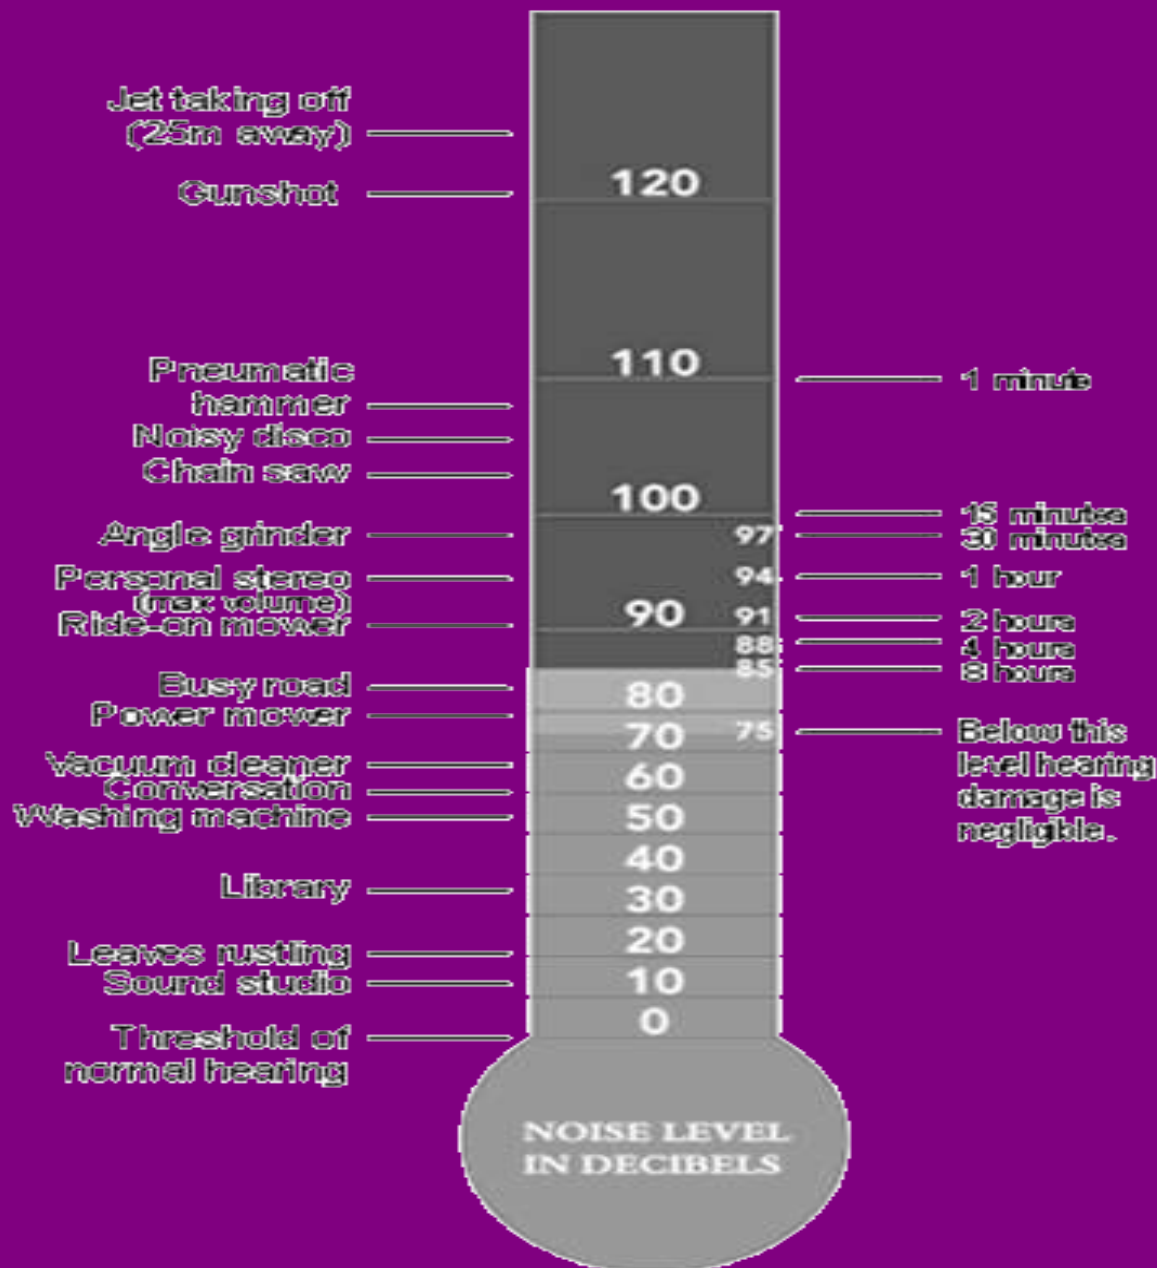 Jet taking off
(25m away)
Gunshot
Pneumatic
hammer
Noisy disco
Chain saw
Angle grinder
Personal stereo
(max volume)
Ride-on mower
Busy road
Power mower
Vacuum cleaner
Conversation
Washing machine
Library
Leaves rustling
Sound studio
Threshold of
normal hearing
120
110
100
97
94
90
91
88
85
80
70
75
60
50
40
30
20
10
0
NOISE LEVEL
IN DECIBELS
1 minute
15 minutes
30 minutes
1 hour
2 hours
4 hours
8 hours
Below this
level hearing
damage is
negligible.